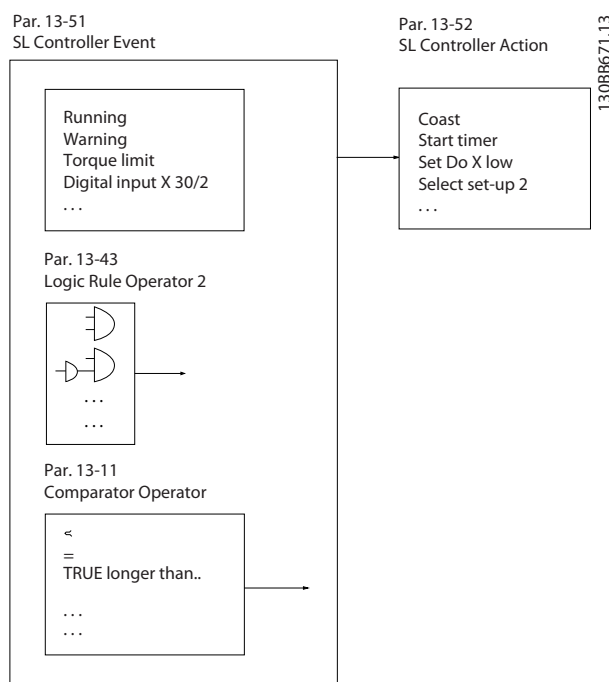 Par. 13-51
SL Controller Event
Par. 13-52
SL Controller Action
130BB671.13
Running
Warning
Torque limit
Digital input X 30/2
. . .
Coast
Start timer
Set Do X low
Select set-up 2
. . .
Par. 13-43
Logic Rule Operator 2
. . .
. . .
Par. 13-11
Comparator Operator
=
TRUE longer than..
. . .
. . .